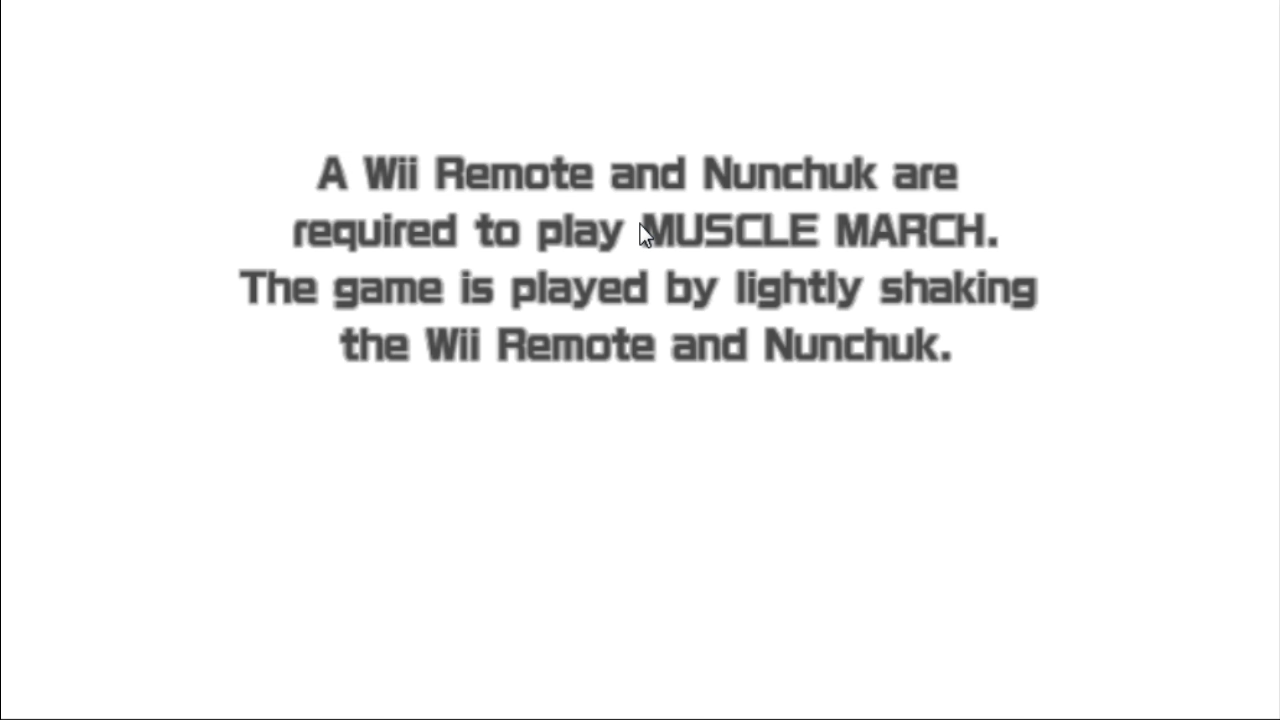 A Wii Remote and Nunchuk are
required to play MUSCLE MARCH.
The game is played by lightly shaking
the Wii Remote and Nunchuk.